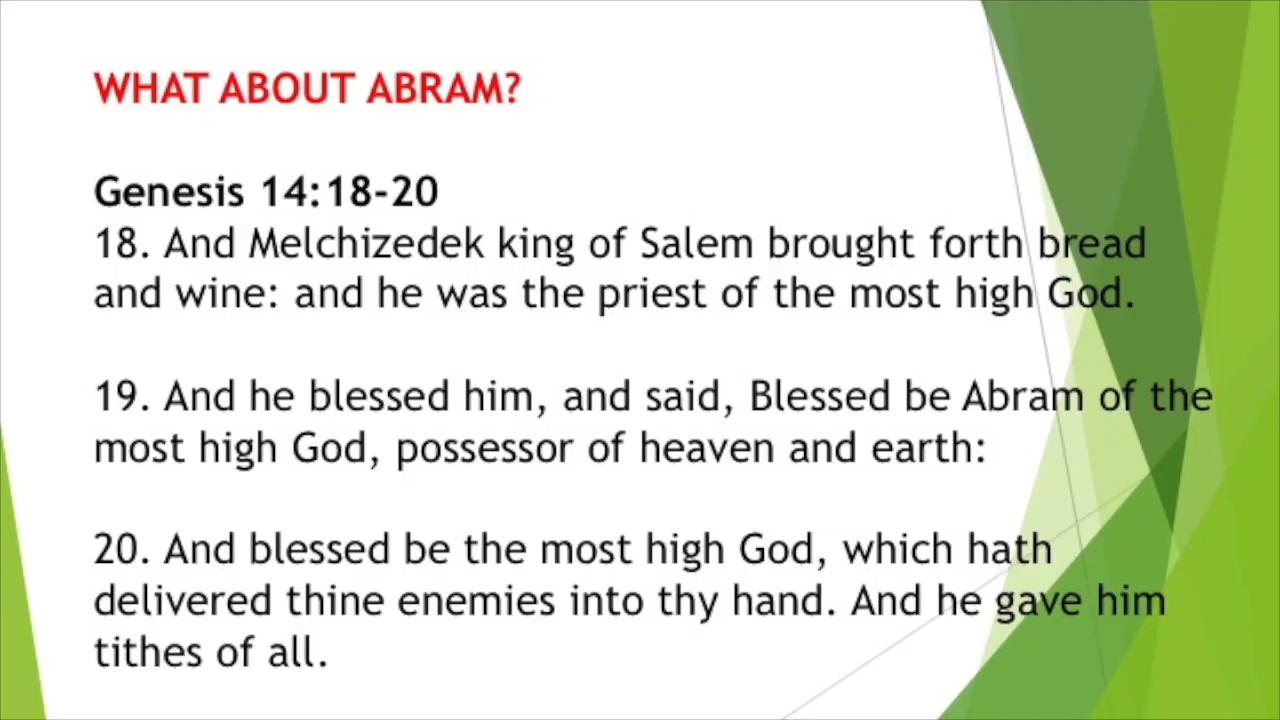 WHAT ABOUT ABRAM?
Genesis 14:18-20
18. And Melchizedek king of Salem brought forth bread
and wine: and he was the priest of the most high God.
19. And he blessed him, and said, Blessed be Abram of the
most high God, possessor of heaven and earth:
20. And blessed be the most high God, which hath
delivered thine enemies into thy hand. And he gave him
tithes of all.